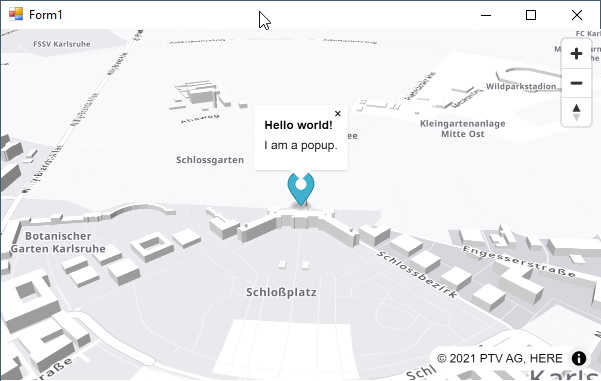 Form1
FSSV Karlsruhe
FC Karls
Wildparkstadion
Ahaweg
Kleingartenanlage
Mitte Ost
Hello world!
I am a popup.
ee
Schlossgarten
Botanischer
Garten Karlsruhe
Engesserstraße
Schlossbezirk
Schloßplatz
© 2021 PTV AG, HERE
Schl
Karls